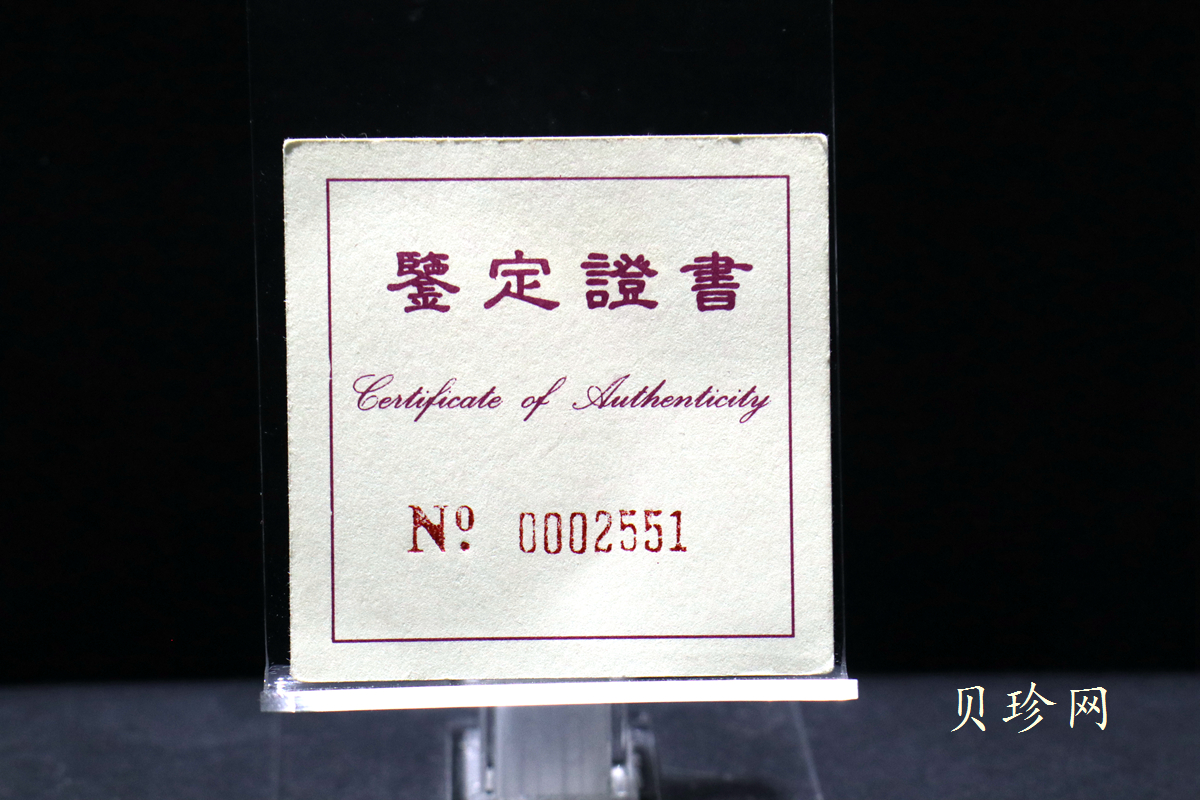 鑒定證書
Certificate of Authenticity
Nº 0002551
贝珍网